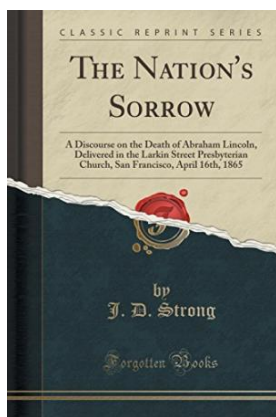 CLASSIC REPRINT SERIES
THE NATION'S
SORROW
A Discourse on the Death of Abraham Lincoln,
Delivered in the Larkin Street Presbyterian
Church, San Francisco, April 16th, 1865
by
J. D. Strong
Forgotten Books